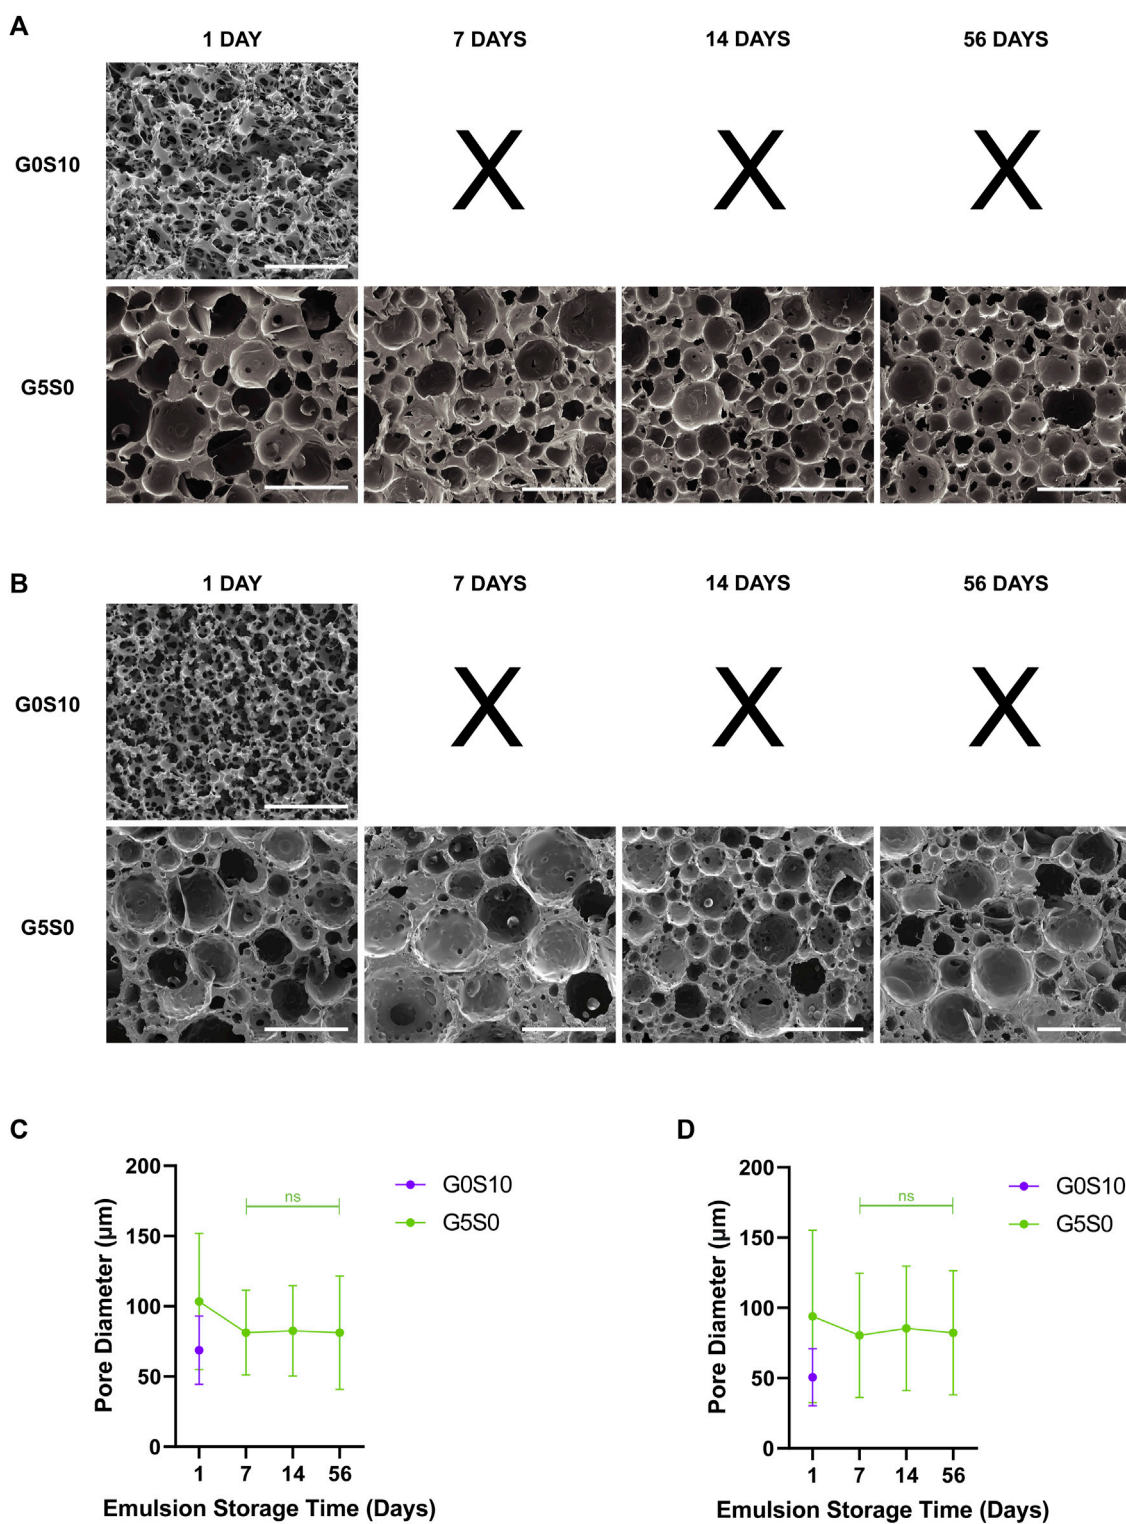 A
1 DAY 7 DAYS 14 DAYS 56 DAYS
G0S10
X X X
G5S0
B
1 DAY 7 DAYS 14 DAYS 56 DAYS
G0S10
X X X
G5S0
C
200
150
100
50
0
Pore Diameter (µm)
ns
G0S10
G5S0
1 7 14 56
Emulsion Storage Time (Days)
D
200
150
100
50
0
Pore Diameter (µm)
ns
G0S10
G5S0
1 7 14 56
Emulsion Storage Time (Days)